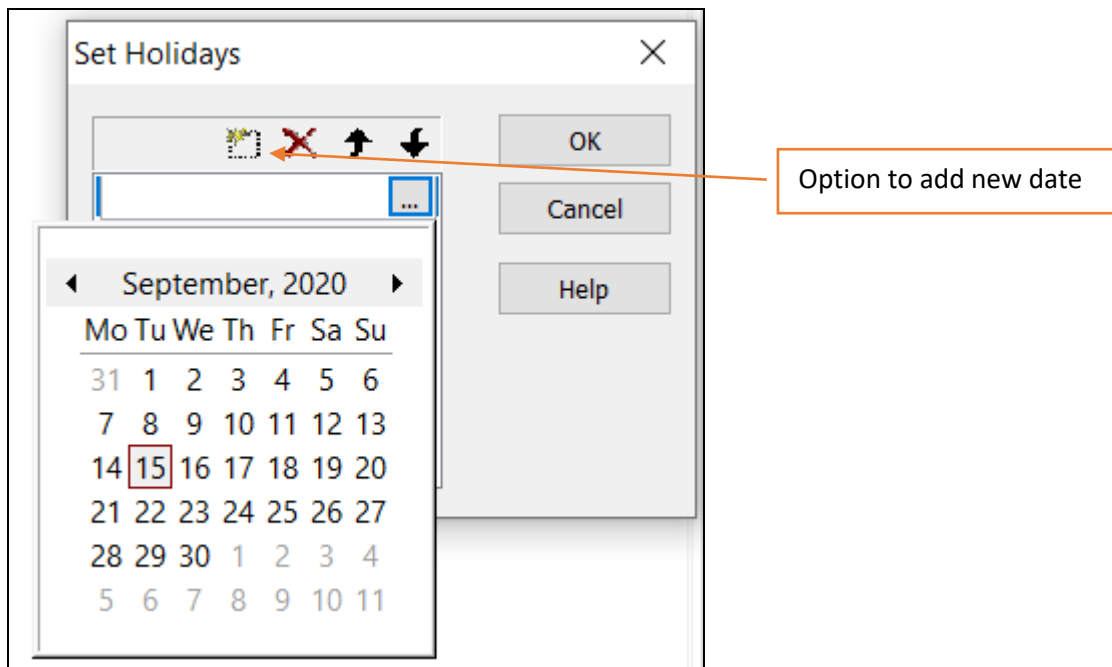 Set Holidays
OK
Option to add new date
...
Cancel
September, 2020
Help
Mo Tu We Th Fr Sa Su
31 1 2 3 4 5 6
7 8 9 10 11 12 13
14 15 16 17 18 19 20
21 22 23 24 25 26 27
28 29 30 1 2 3 4
5 6 7 8 9 10 11